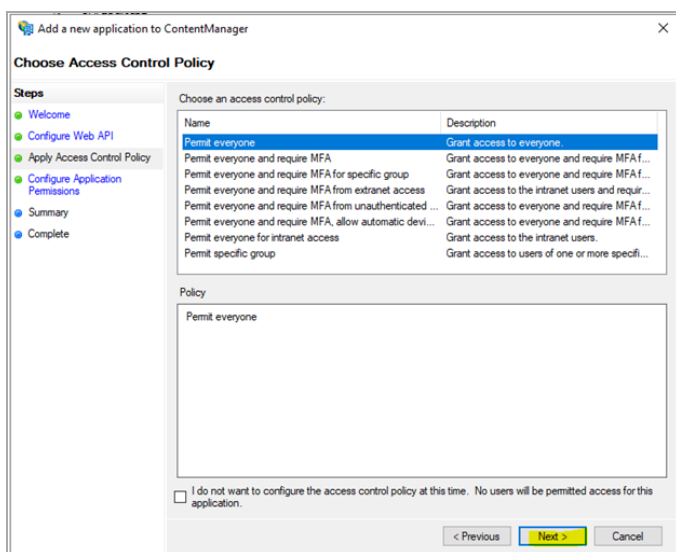 Add a new application to ContentManager
Choose Access Control Policy
Steps
Welcome
Configure Web API
Apply Access Control Policy
Configure Application
Permissions
Summary
Complete
Choose an access control policy:
Name Description
Permit everyone Grant access to everyone.
Permit everyone and require MFA Grant access to everyone and require MFA f...
Permit everyone and require MFA for specific group Grant access to everyone and require MFA f...
Permit everyone and require MFA from extranet access Grant access to the intranet users and requir...
Permit everyone and require MFA from unauthenticated ... Grant access to everyone and require MFA f...
Permit everyone and require MFA, allow automatic devi... Grant access to everyone and require MFA f...
Permit everyone for intranet access Grant access to the intranet users.
Permit specific group Grant access to users of one or more specifi...
Policy
Permit everyone
I do not want to configure the access control policy at this time. No users will be permitted access for this
application.
< Previous Next > Cancel